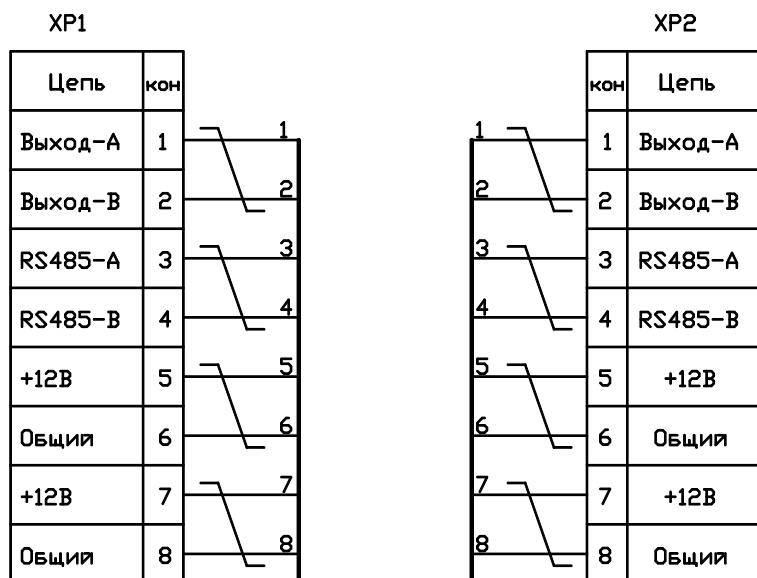 XP1 XP2
Цепь кон кон Цепь
Выход-А 1 1 1 1 Выход-А
Выход-В 2 2 2 2 Выход-В
RS485-А 3 3 3 3 RS485-А
RS485-В 4 4 4 4 RS485-В
+12В 5 5 5 5 +12В
Общий 6 6 6 6 Общий
+12В 7 7 7 7 +12В
Общий 8 8 8 8 Общий